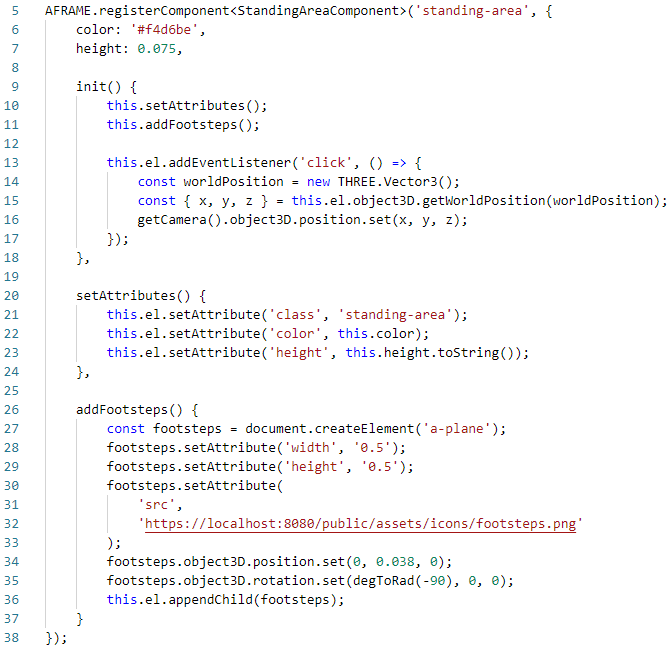 5 AFRAME.registerComponent<StandingAreaComponent>('standing-area', {
6     color: '#f4d6be',
7     height: 0.075,
8
9     init() {
10         this.setAttributes();
11         this.addFootsteps();
12
13         this.el.addEventListener('click', () => {
14             const worldPosition = new THREE.Vector3();
15             const { x, y, z } = this.el.object3D.getWorldPosition(worldPosition);
16             getCamera().object3D.position.set(x, y, z);
17         });
18     },
19
20     setAttributes() {
21         this.el.setAttribute('class', 'standing-area');
22         this.el.setAttribute('color', this.color);
23         this.el.setAttribute('height', this.height.toString());
24     },
25
26     addFootsteps() {
27         const footsteps = document.createElement('a-plane');
28         footsteps.setAttribute('width', '0.5');
29         footsteps.setAttribute('height', '0.5');
30         footsteps.setAttribute(
31             'src',
32             'https://localhost:8080/public/assets/icons/footsteps.png'
33         );
34         footsteps.object3D.position.set(0, 0.038, 0);
35         footsteps.object3D.rotation.set(degToRad(-90), 0, 0);
36         this.el.appendChild(footsteps);
37     }
38 });